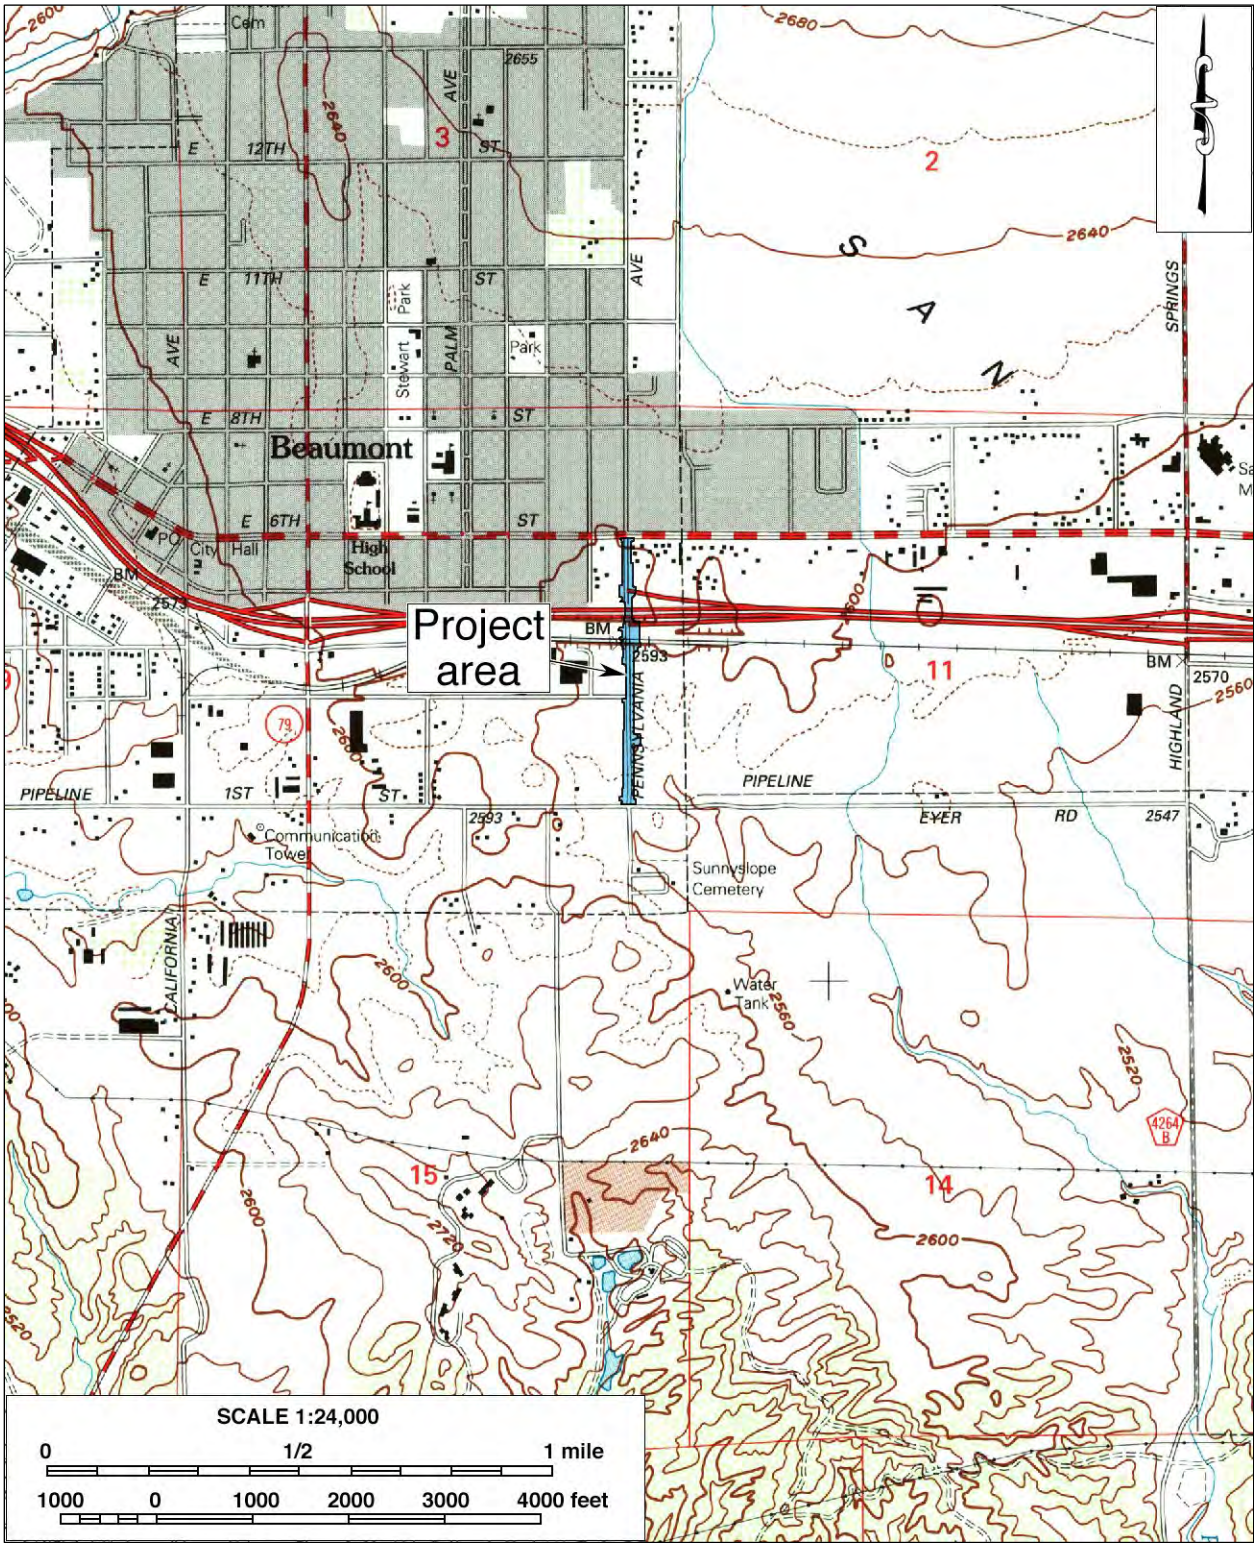 2600
Cem
2680
2655
AVE
3
2640
E 12TH ST
2
S
A
N
2640
AVE
SPRINGS
E 11TH ST
Park
AVE
Stewart
PALM
Park
E 8TH ST
Beaumont
E 6TH ST
PO
City Hall
High
School
BM
2573
2600
Project
area
BM
2593
11
BM
2570
2560
9
79
2600
PENNSYLVANIA
HIGHLAND
PIPELINE
1ST ST
PIPELINE
2593
EYER RD
2547
Communication
Tower
Sunnyslope
Cemetery
CALIFORNIA
2600
Water
Tank
2560
2520
4264
B
2640
15
14
2600
2720
2600
2520
SCALE 1:24,000
0 1/2 1 mile
1000 0 1000 2000 3000 4000 feet